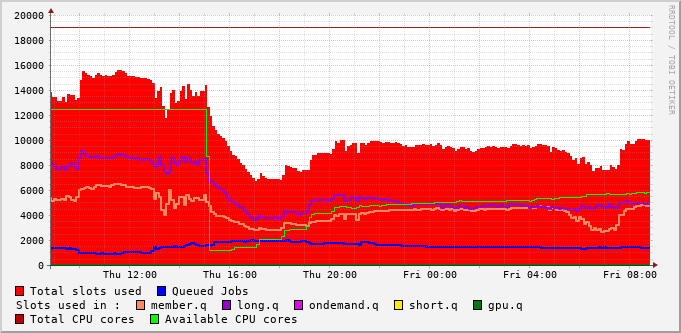 RRDTOOL / TOBI OETIKER
20000
18000
16000
14000
12000
10000
8000
6000
4000
2000
0
Thu 12:00 Thu 16:00 Thu 20:00 Fri 00:00 Fri 04:00 Fri 08:00
Total slots used Queued Jobs
Slots used in : member.q long.q ondemand.q short.q gpu.q
Total CPU cores Available CPU cores